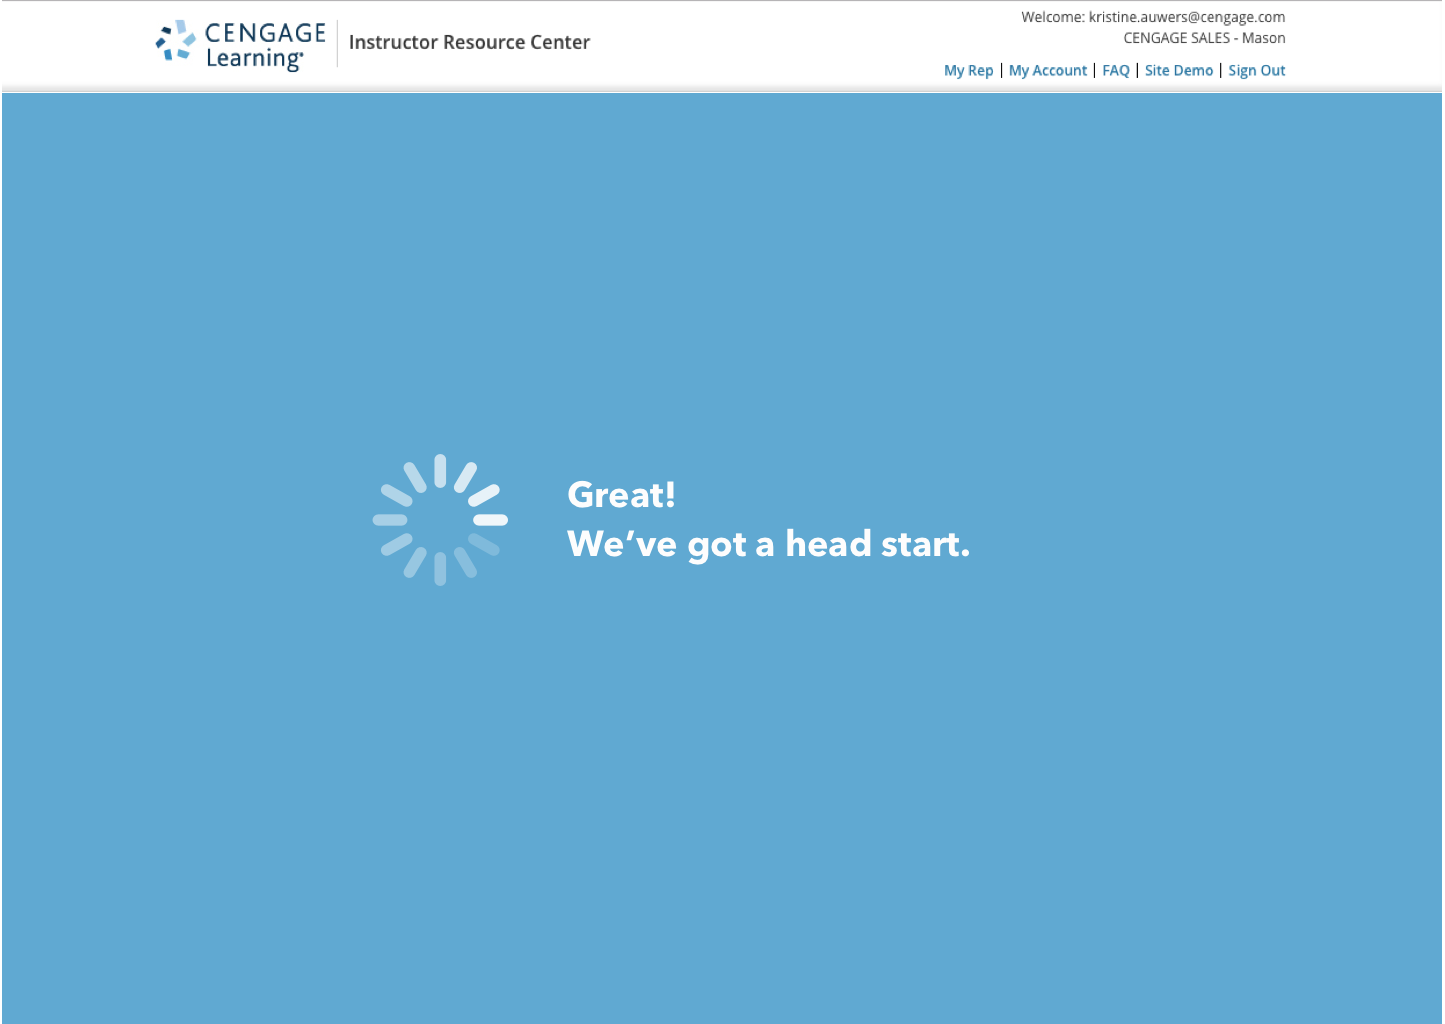 CENGAGE
Learning®
Instructor Resource Center
Welcome: kristine.auwers@cengage.com
CENGAGE SALES - Mason
My Rep | My Account | FAQ | Site Demo | Sign Out
Great!
We’ve got a head start.